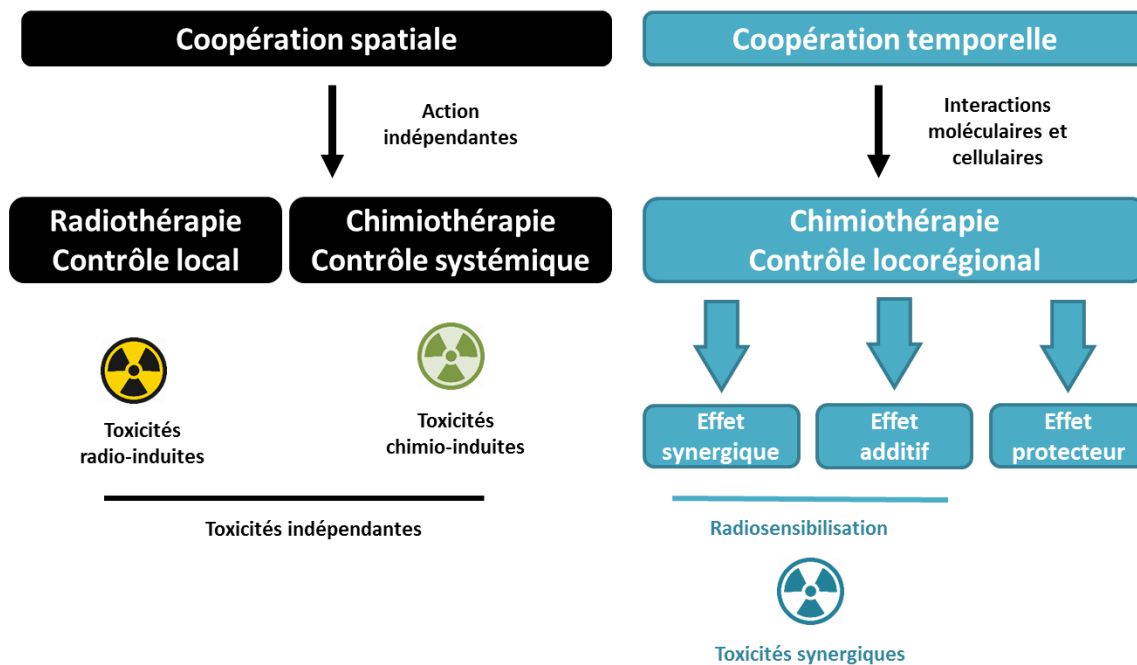 Coopération spatiale
Action
indépendantes
Radiothérapie
Contrôle local
Chimiothérapie
Contrôle systémique
Toxicités
radio-induites
Toxicités
chimio-induites
Toxicités indépendantes
Coopération temporelle
Interactions
moléculaires et
cellulaires
Chimiothérapie
Contrôle locorégional
Effet
synergique
Effet
additif
Effet
protecteur
Radiosensibilisation
Toxicités synergiques